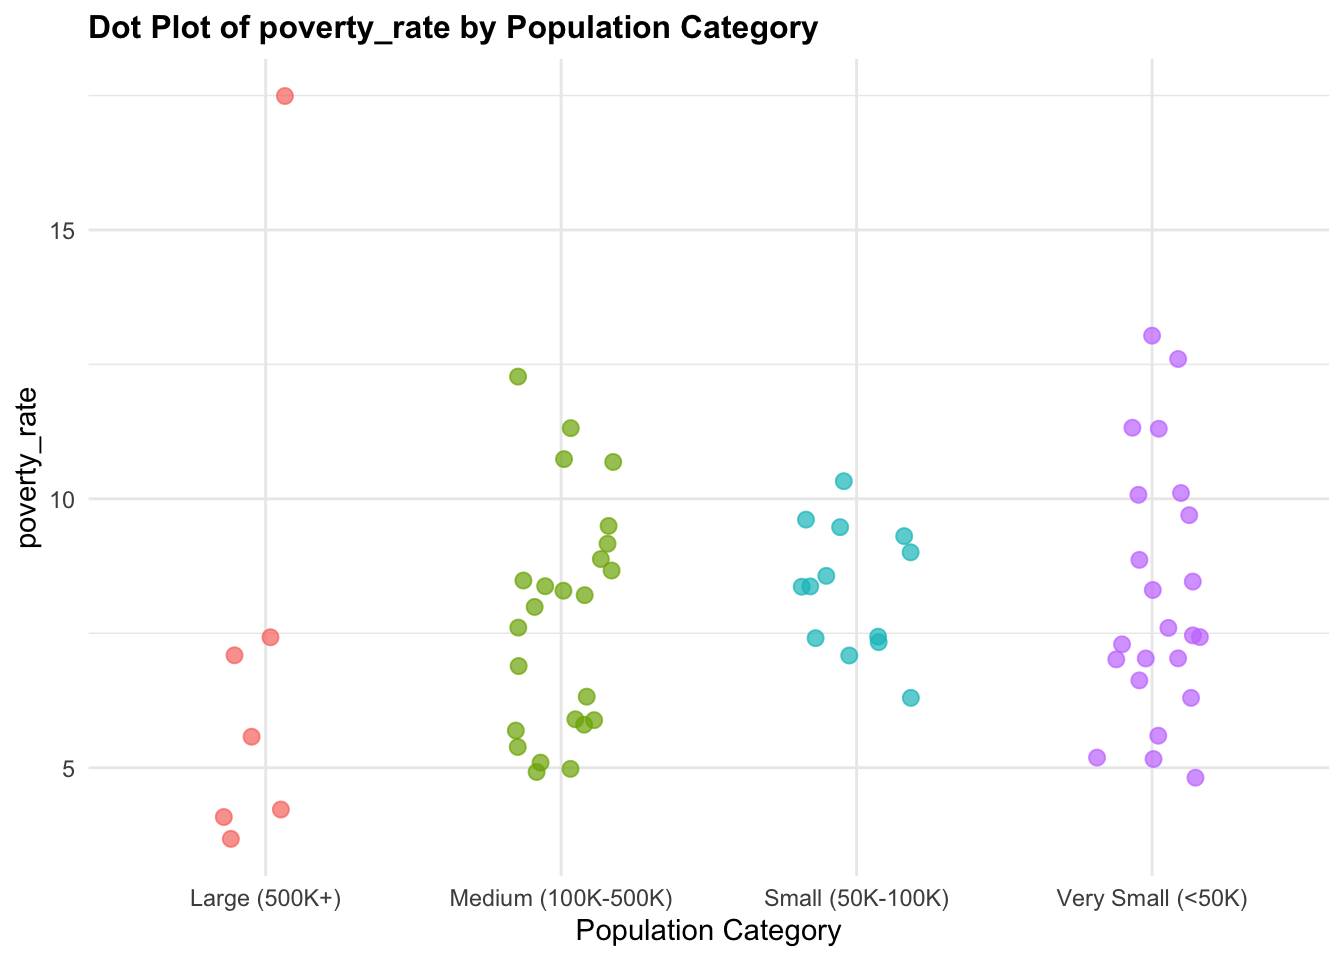 Dot Plot of poverty_rate by Population Category
poverty_rate
15
10
5
Large (500K+)
Medium (100K-500K)
Small (50K-100K)
Very Small (<50K)
Population Category